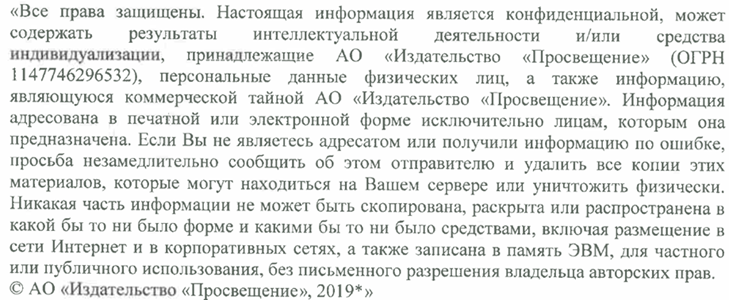 «Все права защищены. Настоящая информация является конфиденциальной, может
содержать результаты интеллектуальной деятельности и/или средства
индивидуализации, принадлежащие АО «Издательство «Просвещение» (ОГРН
1147746296532), персональные данные физических лиц, а также информацию,
являющуюся коммерческой тайной АО «Издательство «Просвещение». Информация
адресована в печатной или электронной форме исключительно лицам, которым она
предназначена. Если Вы не являетесь адресатом или получили информацию по ошибке,
просьба незамедлительно сообщить об этом отправителю и удалить все копии этих
материалов, которые могут находиться на Вашем сервере или уничтожить физически.
Никакая часть информации не может быть скопирована, раскрыта или распространена в
какой бы то ни было форме и какими бы то ни было средствами, включая размещение в
сети Интернет и в корпоративных сетях, а также записана в память ЭВМ, для частного
или публичного использования, без письменного разрешения владельца авторских прав.
© АО «Издательство «Просвещение», 2019*»